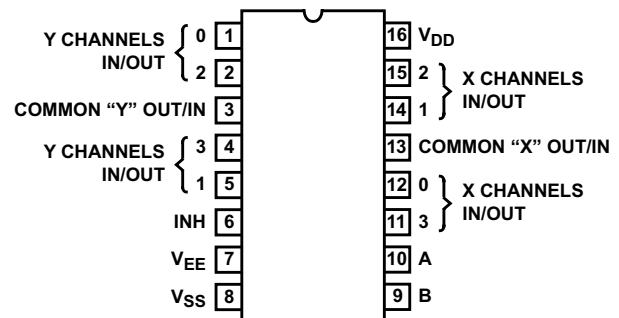 Y CHANNELS IN/OUT
0 1
2 2
COMMON “Y” OUT/IN 3
Y CHANNELS IN/OUT
3 4
1 5
INH 6
VEE 7
VSS 8
16 VDD
15 2
14 1
X CHANNELS IN/OUT
13 COMMON “X” OUT/IN
12 0
11 3
X CHANNELS IN/OUT
10 A
9 B